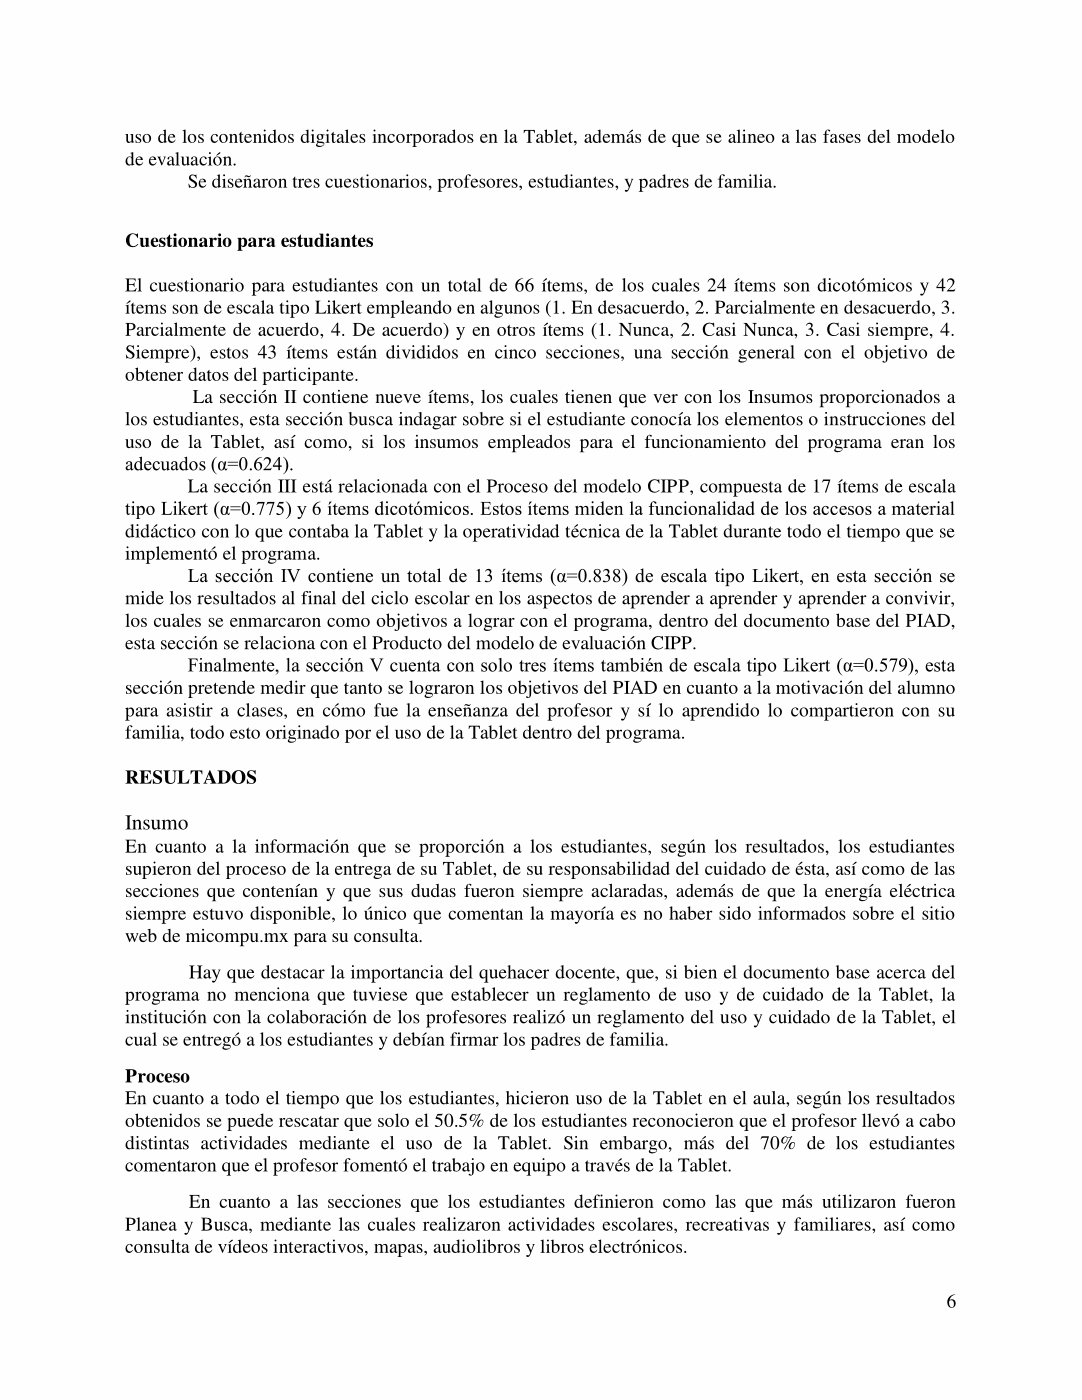 uso de los contenidos digitales incorporados en la Tablet, además de que se alineo a las fases del modelo
de evaluación.
Se diseñaron tres cuestionarios, profesores, estudiantes, y padres de familia.
Cuestionario para estudiantes
El cuestionario para estudiantes con un total de 66 ítems, de los cuales 24 ítems son dicotómicos y 42
ítems son de escala tipo Likert empleando en algunos (1. En desacuerdo, 2. Parcialmente en desacuerdo, 3.
Parcialmente de acuerdo, 4. De acuerdo) y en otros ítems (1. Nunca, 2. Casi Nunca, 3. Casi siempre, 4.
Siempre), estos 43 ítems están divididos en cinco secciones, una sección general con el objetivo de
obtener datos del participante.
La sección II contiene nueve ítems, los cuales tienen que ver con los Insumos proporcionados a
los estudiantes, esta sección busca indagar sobre si el estudiante conocía los elementos o instrucciones del
uso de la Tablet, así como, si los insumos empleados para el funcionamiento del programa eran los
adecuados (α=0.624).
La sección III está relacionada con el Proceso del modelo CIPP, compuesta de 17 ítems de escala
tipo Likert (α=0.775) y 6 ítems dicotómicos. Estos ítems miden la funcionalidad de los accesos a material
didáctico con lo que contaba la Tablet y la operatividad técnica de la Tablet durante todo el tiempo que se
implementó el programa.
La sección IV contiene un total de 13 ítems (α=0.838) de escala tipo Likert, en esta sección se
mide los resultados al final del ciclo escolar en los aspectos de aprender a aprender y aprender a convivir,
los cuales se enmarcaron como objetivos a lograr con el programa, dentro del documento base del PIAD,
esta sección se relaciona con el Producto del modelo de evaluación CIPP.
Finalmente, la sección V cuenta con solo tres ítems también de escala tipo Likert (α=0.579), esta
sección pretende medir que tanto se lograron los objetivos del PIAD en cuanto a la motivación del alumno
para asistir a clases, en cómo fue la enseñanza del profesor y sí lo aprendido lo compartieron con su
familia, todo esto originado por el uso de la Tablet dentro del programa.
RESULTADOS
Insumo
En cuanto a la información que se proporción a los estudiantes, según los resultados, los estudiantes
supieron del proceso de la entrega de su Tablet, de su responsabilidad del cuidado de ésta, así como de las
secciones que contenían y que sus dudas fueron siempre aclaradas, además de que la energía eléctrica
siempre estuvo disponible, lo único que comentan la mayoría es no haber sido informados sobre el sitio
web de micompu.mx para su consulta.
Hay que destacar la importancia del quehacer docente, que, si bien el documento base acerca del
programa no menciona que tuviese que establecer un reglamento de uso y de cuidado de la Tablet, la
institución con la colaboración de los profesores realizó un reglamento del uso y cuidado de la Tablet, el
cual se entregó a los estudiantes y debían firmar los padres de familia.
Proceso
En cuanto a todo el tiempo que los estudiantes, hicieron uso de la Tablet en el aula, según los resultados
obtenidos se puede rescatar que solo el 50.5% de los estudiantes reconocieron que el profesor llevó a cabo
distintas actividades mediante el uso de la Tablet. Sin embargo, más del 70% de los estudiantes
comentaron que el profesor fomentó el trabajo en equipo a través de la Tablet.
En cuanto a las secciones que los estudiantes definieron como las que más utilizaron fueron
Planea y Busca, mediante las cuales realizaron actividades escolares, recreativas y familiares, así como
consulta de vídeos interactivos, mapas, audiolibros y libros electrónicos.
6